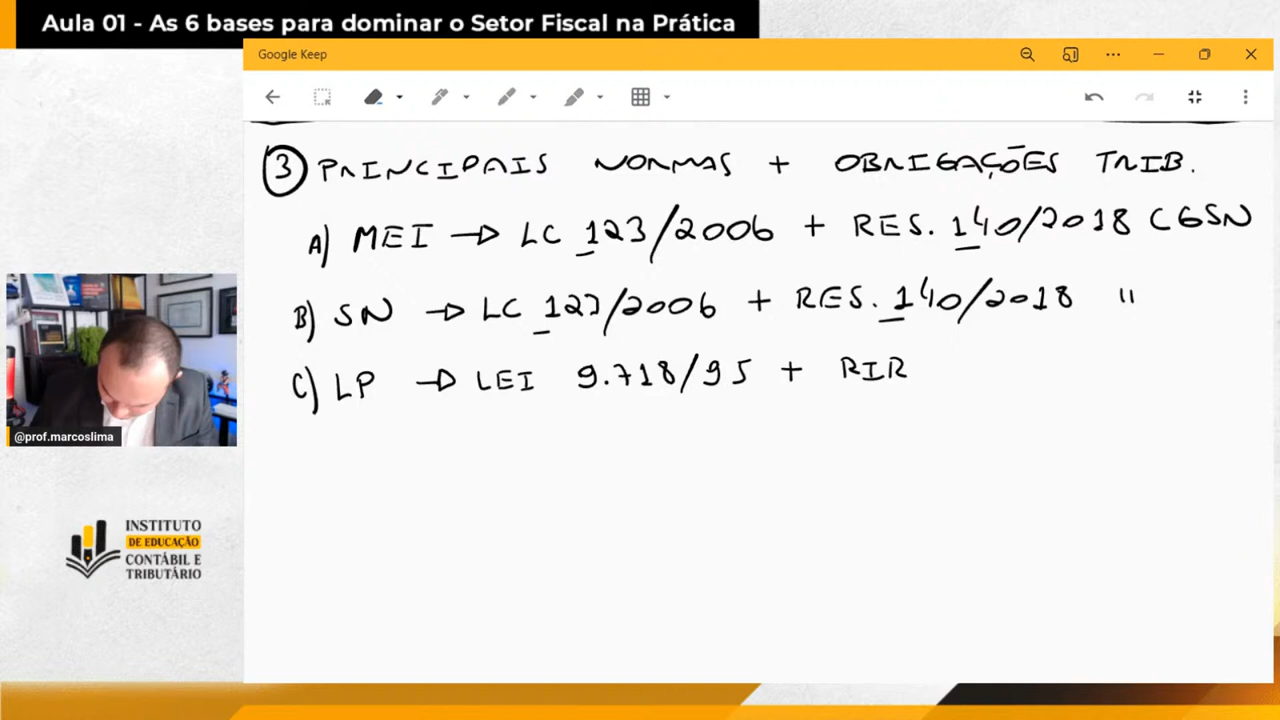 Aula 01 - As 6 bases para dominar o Setor Fiscal na Prática
Google Keep
3 PRINCIPAIS NORMAS + OBRIGAÇÕES TRIB.
A) MEI → LC 123/2006 + RES. 140/2018 CGSN
B) SN → LC 123/2006 + RES. 140/2018 "
C) LP → LEI 9.718/95 + RIR
@prof.marcoslima
INSTITUTO
DE EDUCAÇÃO
CONTÁBIL E
TRIBUTÁRIO